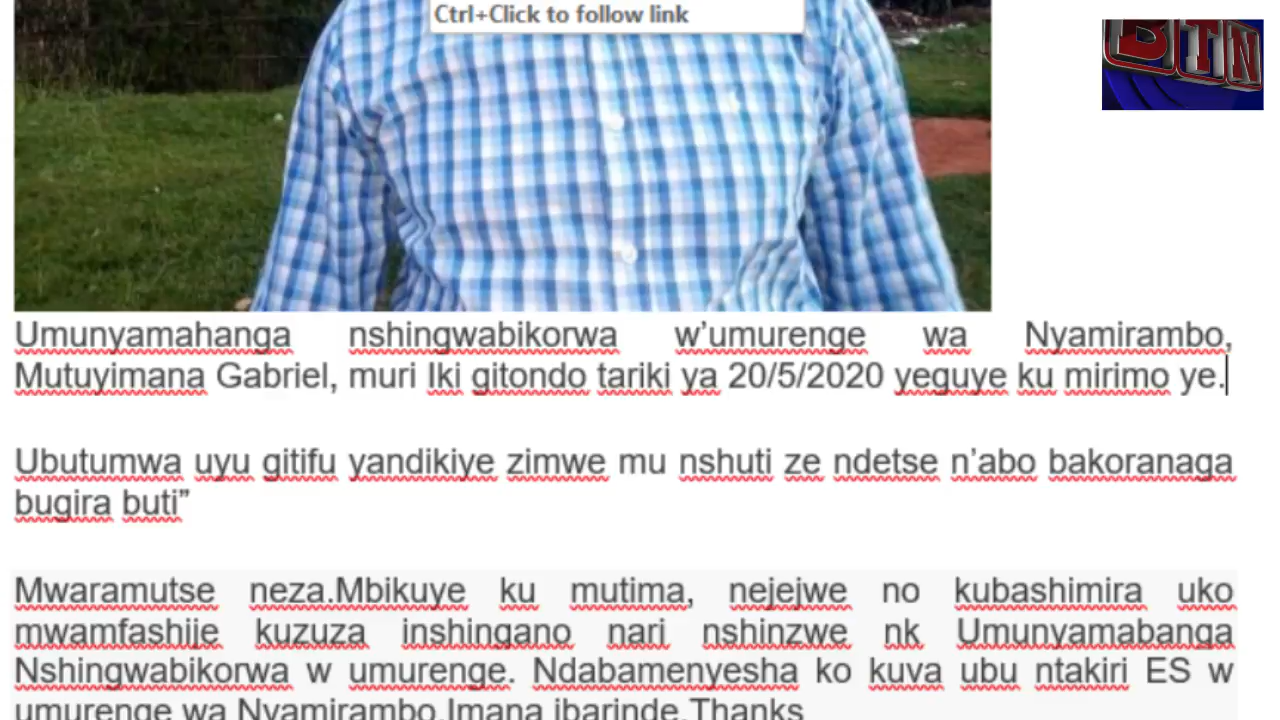 Ctrl+Click to follow link
BTN
Umunyamahanga nshingwabikorwa w’umurenge wa Nyamirambo,
Mutuyimana Gabriel, muri Iki gitondo tariki ya 20/5/2020 yeguye ku mirimo ye.
Ubutumwa uyu gitifu yandikiye zimwe mu nshuti ze ndetse n’abo bakoranaga
bugira buti”
Mwaramutse neza.Mbikuye ku mutima, nejejwe no kubashimira uko
mwamfashije kuzuza inshingano nari nshinzwe nk Umunyamabanga
Nshingwabikorwa w umurenge. Ndabamenyesha ko kuva ubu ntakiri ES w
umurenge wa Nyamirambo.Imana ibarinde.Thanks